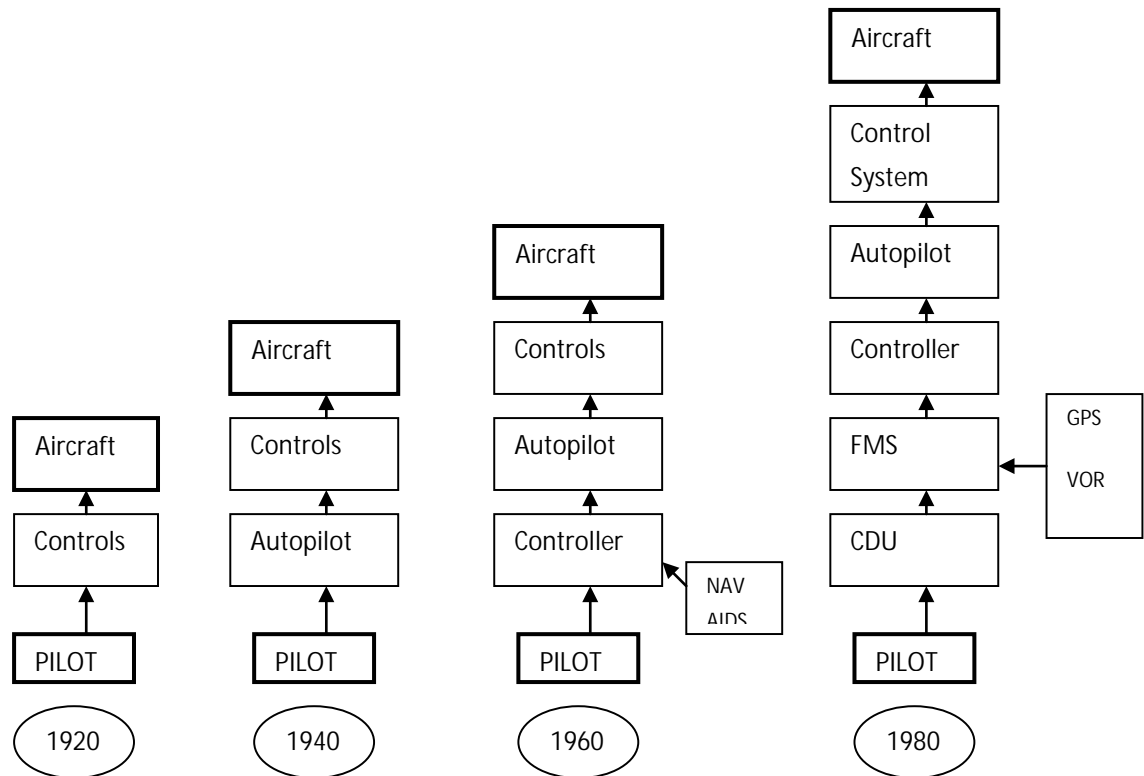 Aircraft
Controls
PILOT
1920
Aircraft
Controls
Autopilot
PILOT
1940
Aircraft
Controls
Autopilot
Controller
NAV
AIDS
PILOT
1960
Aircraft
Control
System
Autopilot
Controller
FMS
GPS
VOR
CDU
PILOT
1980